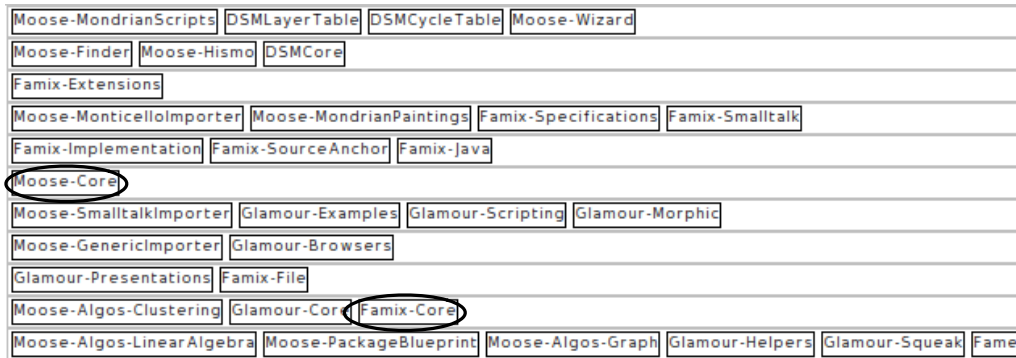 Moose-MondrianScripts DSMLayerTable DSMCycleTable Moose-Wizard
Moose-Finder Moose-Hismo DSMCore
Famix-Extensions
Moose-MonticelloImporter Moose-MondrianPaintings Famix-Specifications Famix-Smalltalk
Famix-Implementation Famix-SourceAnchor Famix-Java
Moose-Core
Moose-SmalltalkImporter Glamour-Examples Glamour-Scripting Glamour-Morphic
Moose-GenericImporter Glamour-Browsers
Glamour-Presentations Famix-File
Moose-Algos-Clustering Glamour-Core Famix-Core
Moose-Algos-LinearAlgebra Moose-PackageBlueprint Moose-Algos-Graph Glamour-Helpers Glamour-Squeak Fame